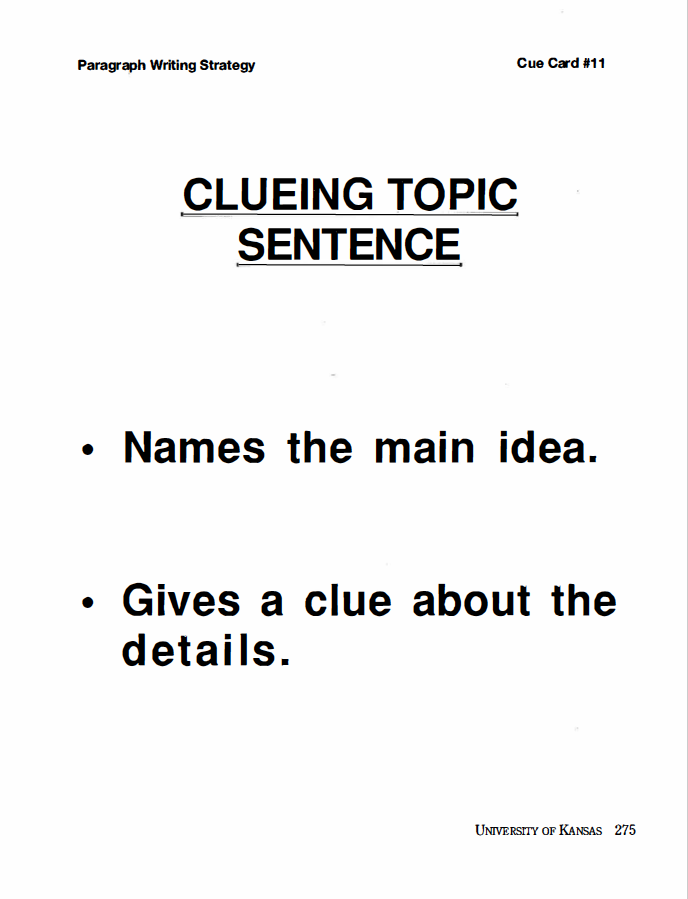 Paragraph Writing Strategy Cue Card #11
CLUEING TOPIC
SENTENCE
• Names the main idea.
• Gives a clue about the
details.
UNIVERSITY OF KANSAS 275